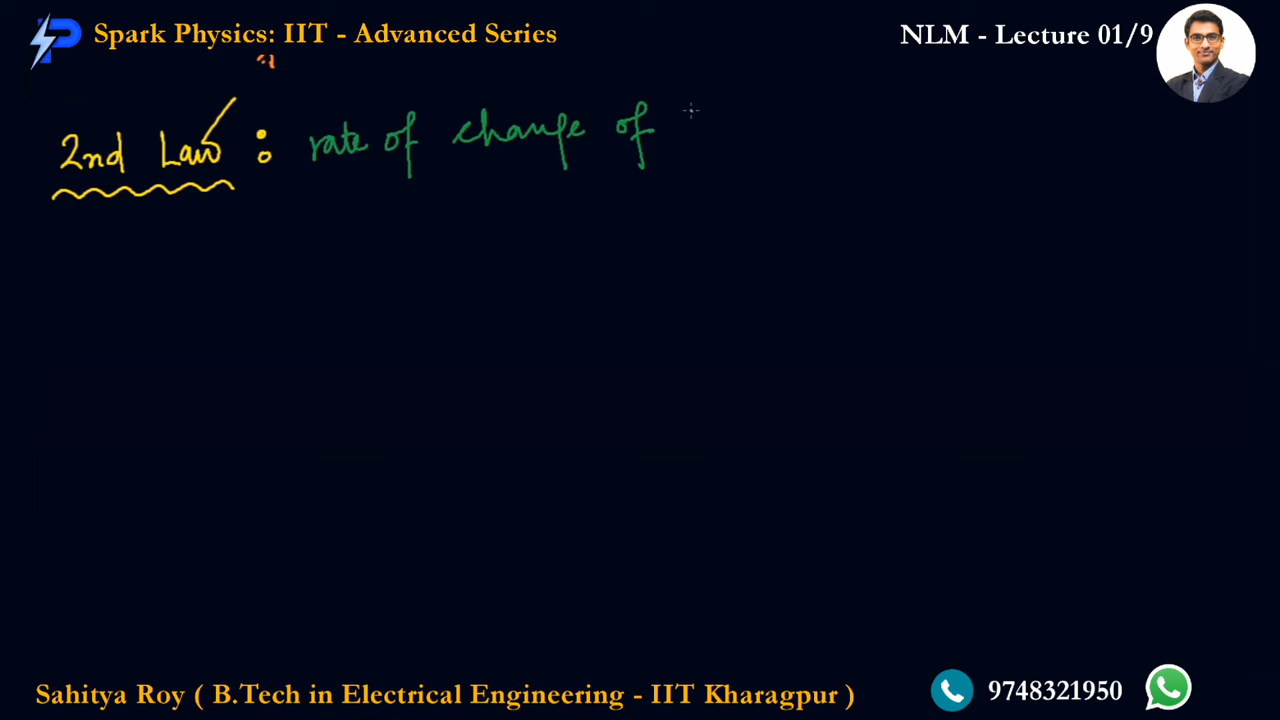 Spark Physics: IIT - Advanced Series
NLM - Lecture 01/9
2nd Law : rate of change of
Sahitya Roy ( B.Tech in Electrical Engineering - IIT Kharagpur )
9748321950